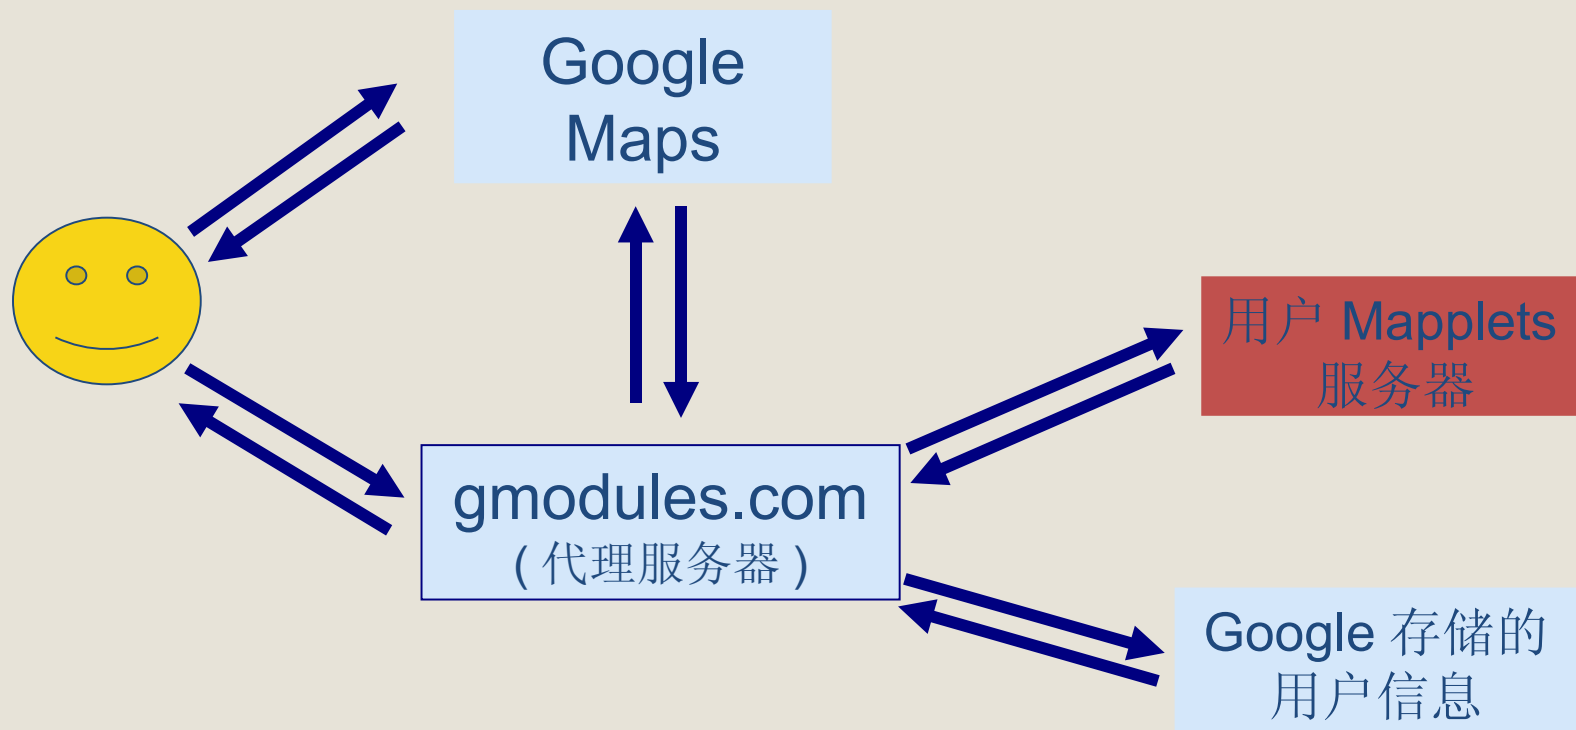 Google
Maps
用户 Mapplets
服务器
gmodules.com
( 代理服务器 )
Google 存储的
用户信息